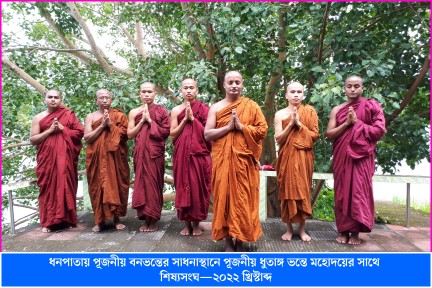 ধনপাতায় পূজনীয় বনভন্তের সাধনাস্থানে পূজনীয় ধুতাঙ্গ ভন্তে মহোদয়ের সাথে
শিষ্যসংঘ—২০২২ খ্রিস্টাব্দ